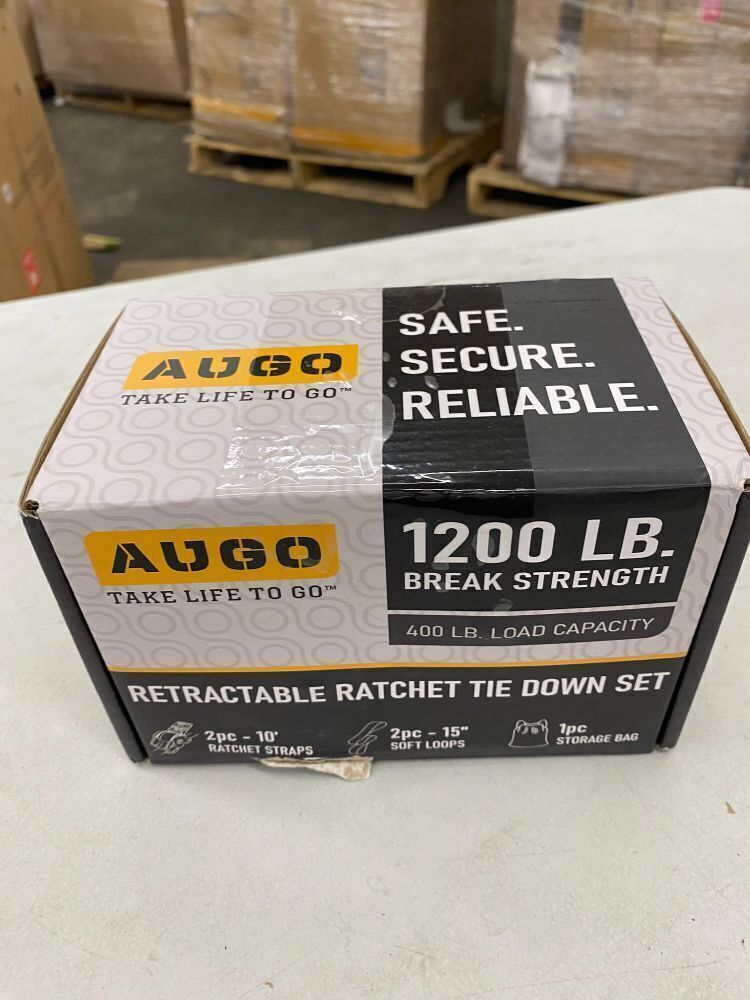 AUGO
TAKE LIFE TO GO™
SAFE.
SECURE.
RELIABLE.
AUGO
TAKE LIFE TO GO™
1200 LB.
BREAK STRENGTH
400 LB. LOAD CAPACITY
RETRACTABLE RATCHET TIE DOWN SET
2pc - 10'
RATCHET STRAPS
2pc - 15"
SOFT LOOPS
1pc
STORAGE BAG